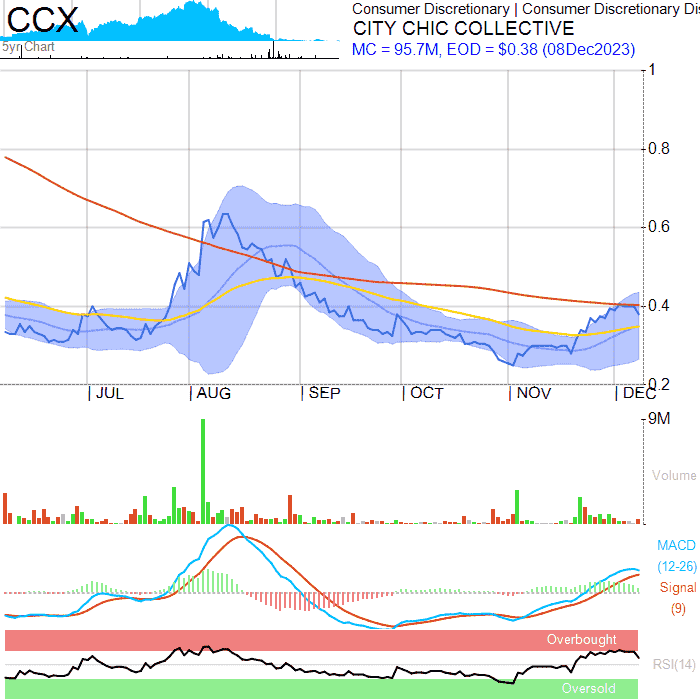 CCX
5yr Chart
Consumer Discretionary | Consumer Discretionary Dis
CITY CHIC COLLECTIVE
MC = 95.7M, EOD = $0.38 (08Dec2023)
1
0.8
0.6
0.4
0.2
JUL AUG SEP OCT NOV DEC
9M
Volume
MACD
(12-26)
Signal
(9)
Overbought
RSI(14)
Oversold